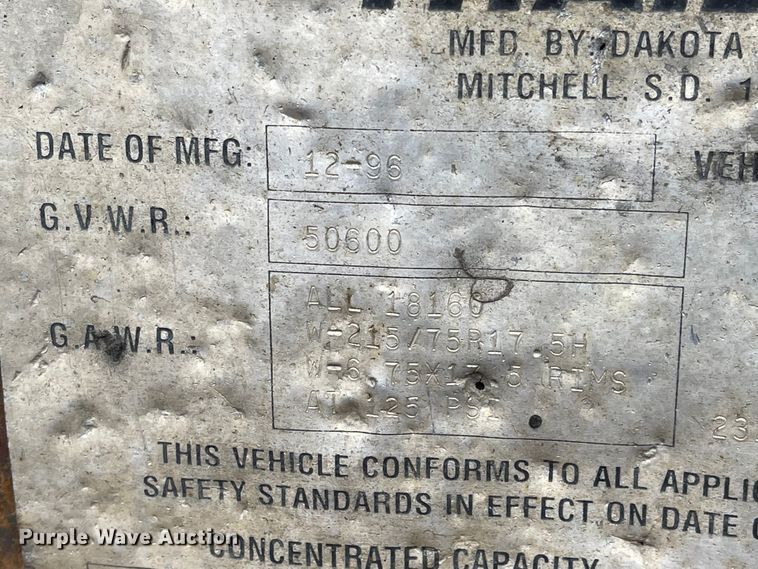 MFD. BY: DAKOTA
MITCHELL, S.D. 1
DATE OF MFG: 12-96 VEH
G.V.W.R.: 50600
G.A.W.R.: ALL 18160
W-215/75R17.5H
W-6.75X17.5 RIMS
AT 125 PSI
23
THIS VEHICLE CONFORMS TO ALL APPLIC
SAFETY STANDARDS IN EFFECT ON DATE O
CONCENTRATED CAPACITY
Purple Wave Auction